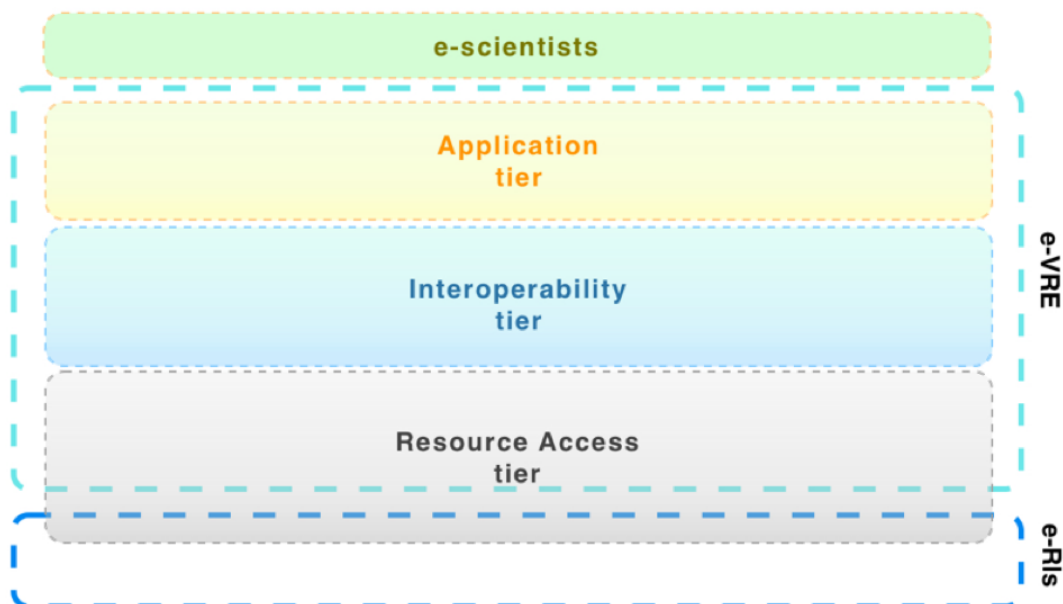 e-scientists
Application
tier
Interoperability
tier
Resource Access
tier
e-VRE
e-RIs